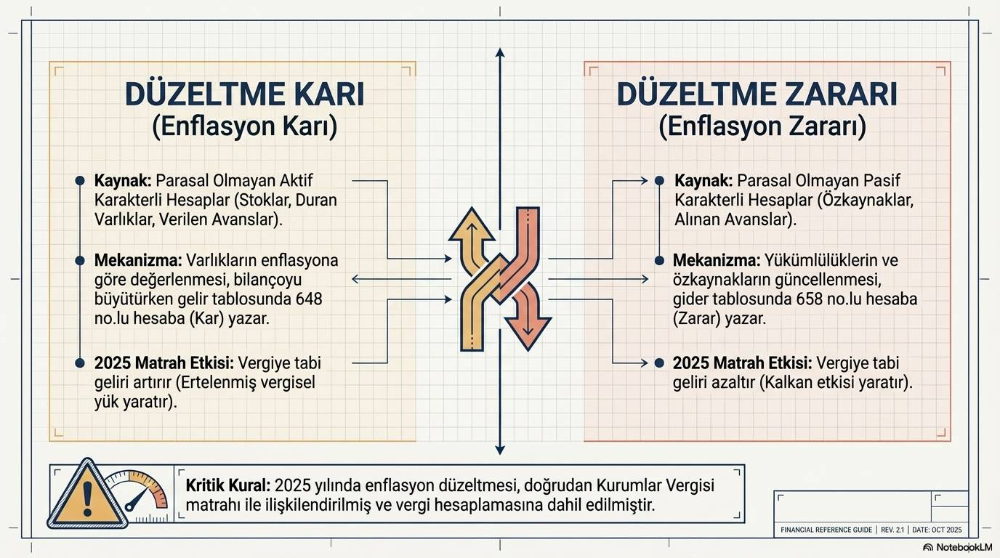 DÜZELTME KARI
(Enflasyon Karı)
Kaynak: Parasal Olmayan Aktif
Karakterli Hesaplar (Stoklar, Duran
Varlıklar, Verilen Avanslar).
Mekanizma: Varlıkların enflasyona
göre değerlenmesi, bilançoyu
büyütürken gelir tablosunda 648
no.lu hesaba (Kar) yazar.
2025 Matrah Etkisi: Vergiye tabi
geliri artırır (Ertelenmiş vergisel
yük yaratır).
DÜZELTME ZARARI
(Enflasyon Zararı)
Kaynak: Parasal Olmayan Pasif
Karakterli Hesaplar (Özkaynaklar,
Alınan Avanslar).
Mekanizma: Yükümlülüklerin ve
özkaynakların güncellenmesi,
gider tablosunda 658 no.lu hesaba
(Zarar) yazar.
2025 Matrah Etkisi: Vergiye tabi
geliri azaltır (Kalkan etkisi yaratır).
Kritik Kural: 2025 yılında enflasyon düzeltmesi, doğrudan Kurumlar Vergisi
matrahı ile ilişkilendirilmiş ve vergi hesaplamasına dahil edilmiştir.
FINANCIAL REFERENCE GUIDE | REV. 2.1 | DATE: OCT 2025
NotebookLM